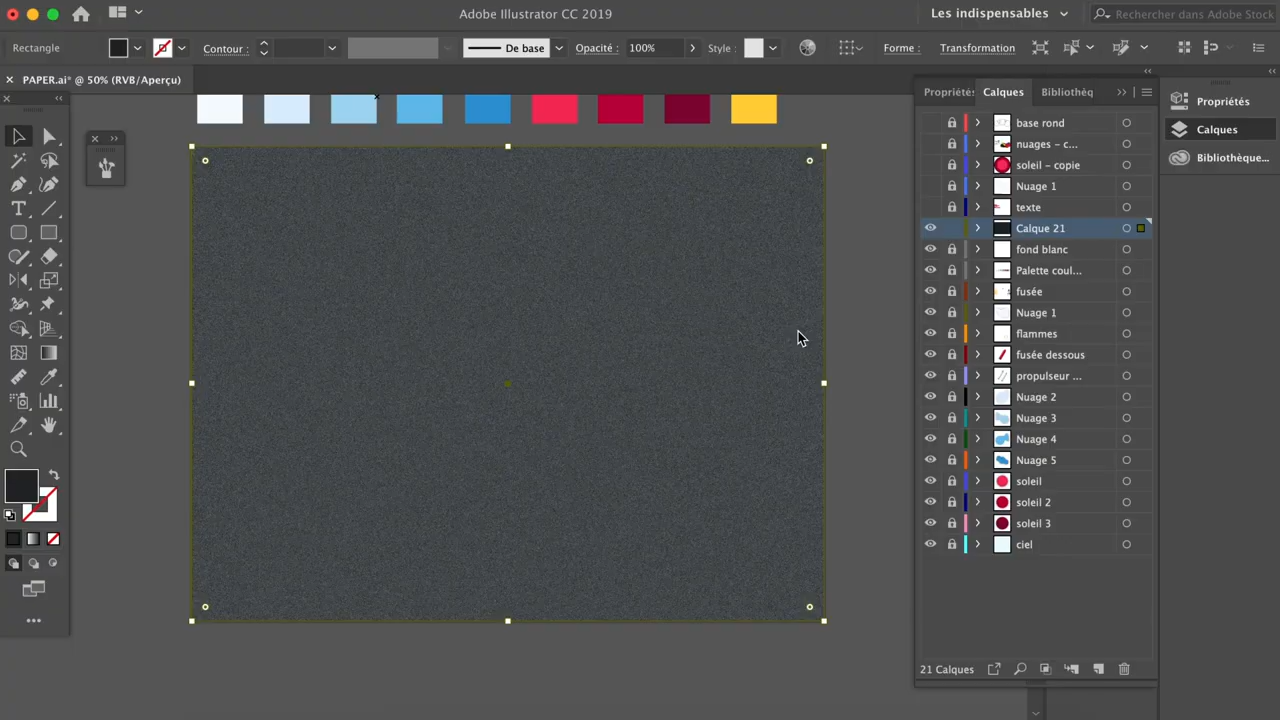 Adobe Illustrator CC 2019
Les indispensables
Rechercher dans Adobe Stock
Rectangle
Contour :
De base
Opacité :
100%
Style :
Forme :
Transformation
PAPER.ai* @ 50% (RVB/Aperçu)
Propriétés
Calques
Bibliothèq
base rond
nuages – c...
soleil – copie
Nuage 1
texte
Calque 21
fond blanc
Palette coul...
fusée
Nuage 1
flammes
fusée dessous
propulseur ...
Nuage 2
Nuage 3
Nuage 4
Nuage 5
soleil
soleil 2
soleil 3
ciel
21 Calques
Propriétés
Calques
Bibliothèque...